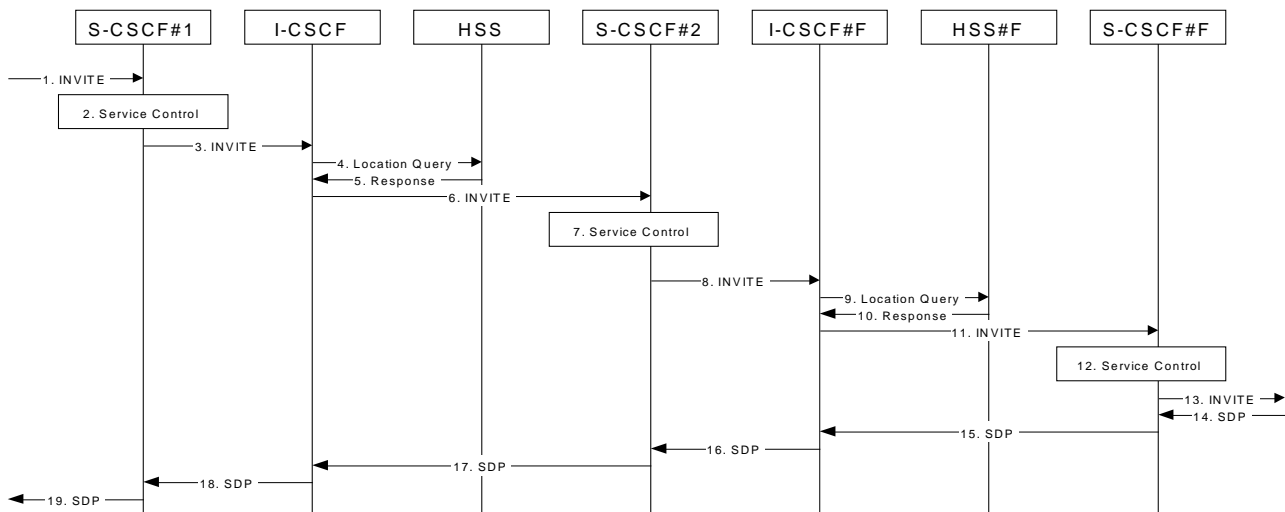 S-CSCF#1
I-CSCF
HSS
S-CSCF#2
I-CSCF#F
HSS#F
S-CSCF#F
1. INVITE
2. Service Control
3. INVITE
4. Location Query
5. Response
6. INVITE
7. Service Control
8. INVITE
9. Location Query
10. Response
11. INVITE
12. Service Control
13. INVITE
14. SDP
15. SDP
16. SDP
17. SDP
18. SDP
19. SDP